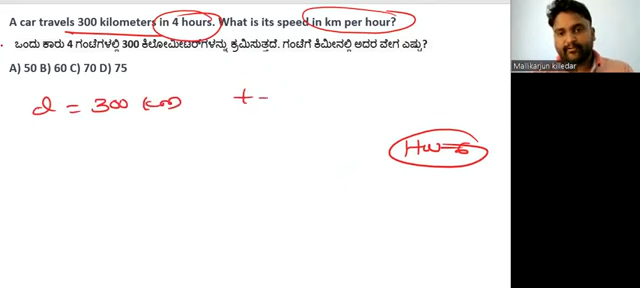 A car travels 300 kilometers in 4 hours. What is its speed in km per hour?
ಒಂದು ಕಾರು 4 ಗಂಟೆಗಳಲ್ಲಿ 300 ಕಿಲೋಮೀಟರ್‌ಗಳನ್ನು ಕ್ರಮಿಸುತ್ತದೆ. ಗಂಟೆಗೆ ಕಿಮೀನಲ್ಲಿ ಅದರ ವೇಗ ಎಷ್ಟು?
A) 50 B) 60 C) 70 D) 75
d = 300 km t -
HW=6
Mallikarjun kiledar